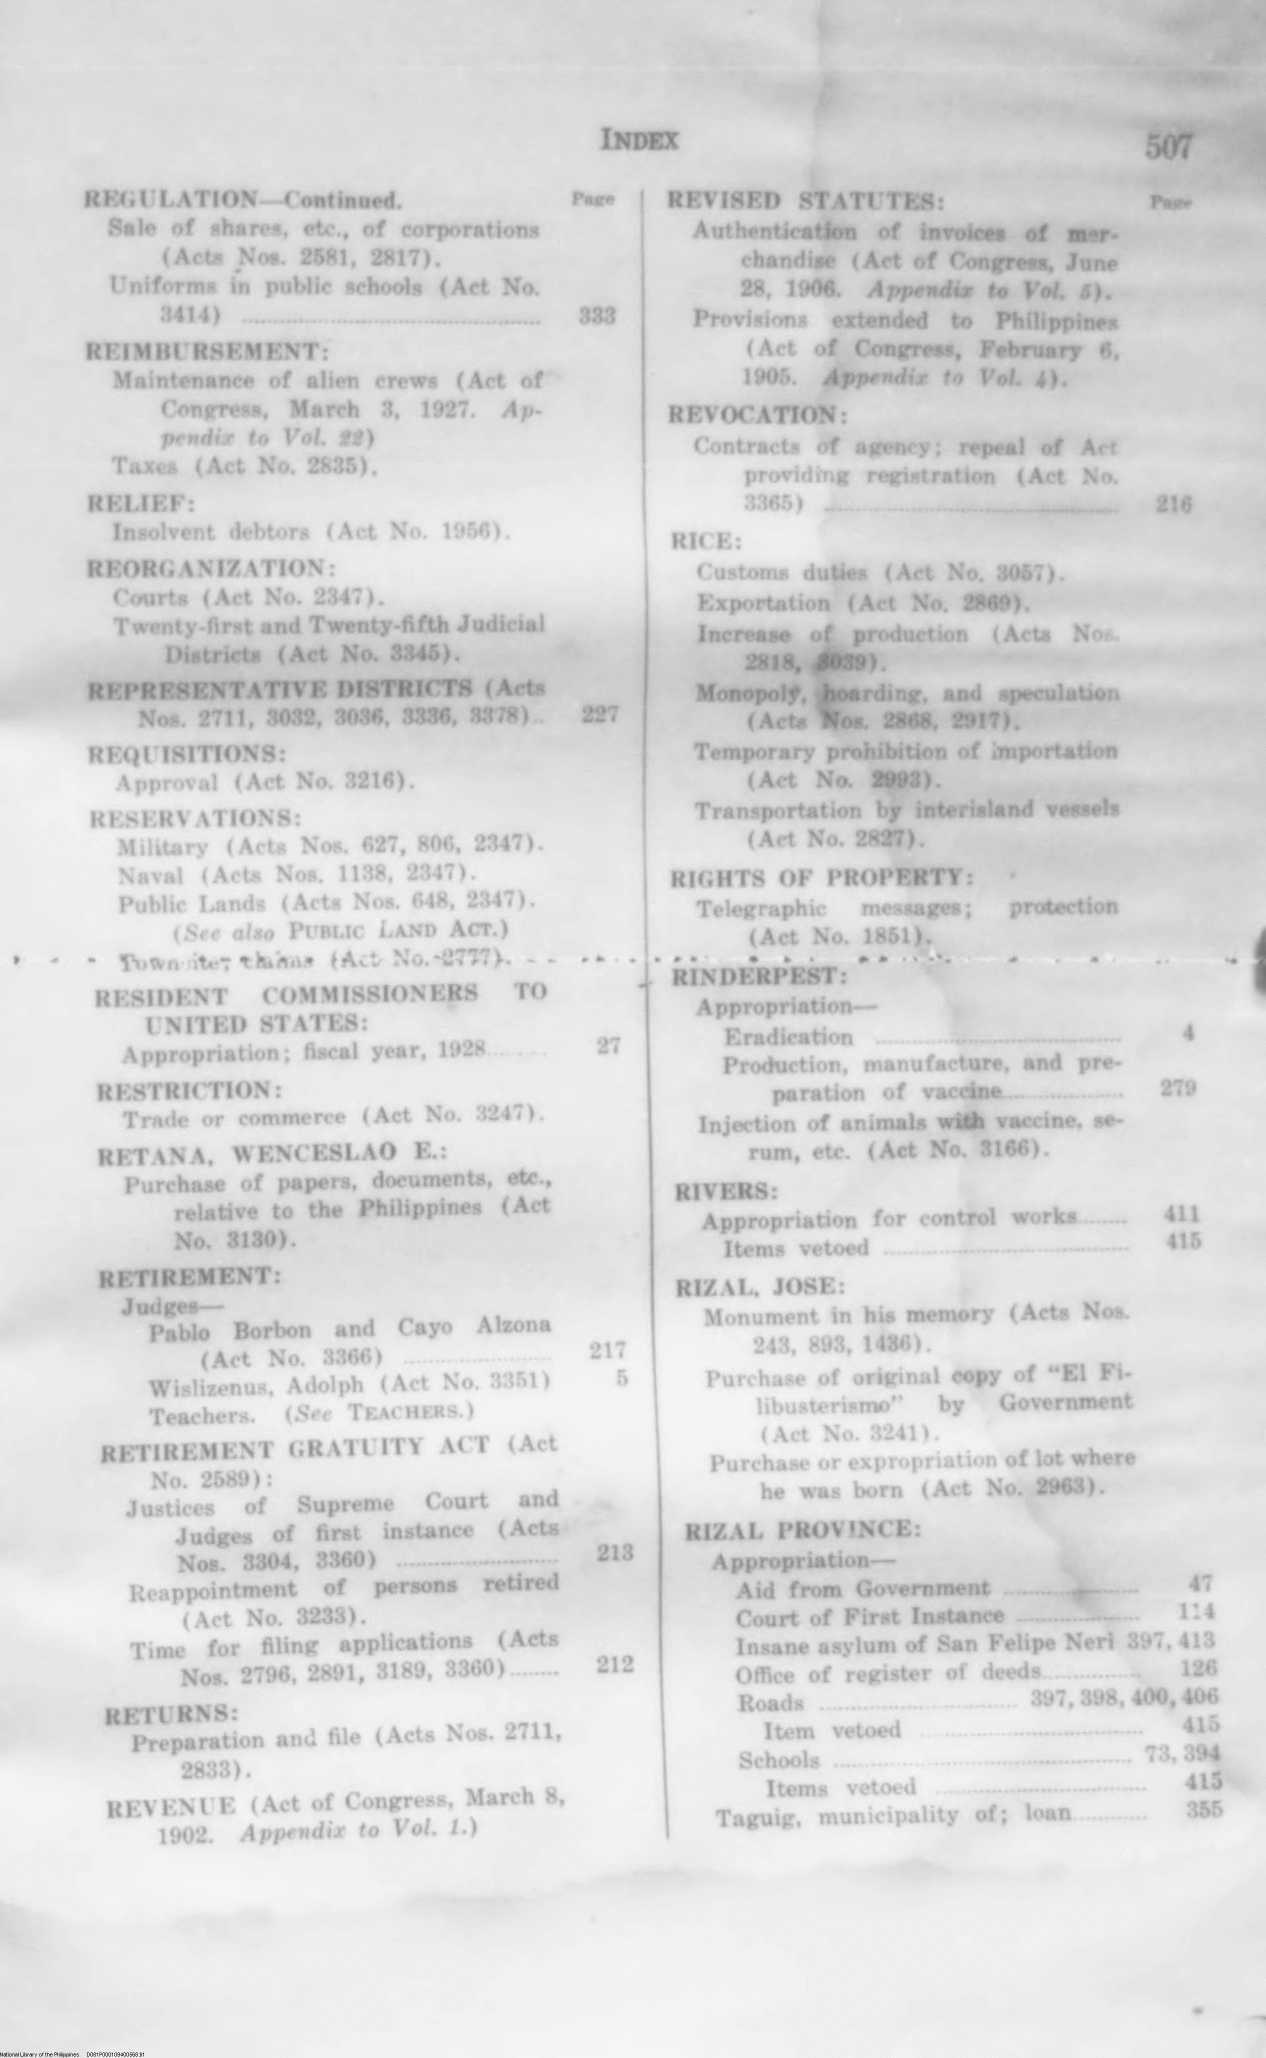 INDEX
507
REGULATION—Continued. Page
Sale of shares, etc., of corporations
(Acts Nos. 2581, 2817).
Uniforms in public schools (Act No.
3414) ........ 333
REIMBURSEMENT:
Maintenance of alien crews (Act of
Congress, March 3, 1927. Ap-
pendix to Vol. 22)
Taxes (Act No. 2835).
RELIEF:
Insolvent debtors (Act No. 1956).
REORGANIZATION:
Courts (Act No. 2347).
Twenty-first and Twenty-fifth Judicial
Districts (Act No. 3345).
REPRESENTATIVE DISTRICTS (Acts
Nos. 2711, 3032, 3036, 3336, 3378).. 227
REQUISITIONS:
Approval (Act No. 3216).
RESERVATIONS:
Military (Acts Nos. 627, 806, 2347).
Naval (Acts Nos. 1138, 2347).
Public Lands (Acts Nos. 648, 2347).
(See also PUBLIC LAND ACT.)
(Act No. 2777).
RESIDENT COMMISSIONERS TO
UNITED STATES:
Appropriation; fiscal year, 1928........ 27
RESTRICTION:
Trade or commerce (Act No. 3247).
RETANA, WENCESLAO E.:
Purchase of papers, documents, etc.,
relative to the Philippines (Act
No. 3130).
RETIREMENT:
Judges—
Pablo Borbon and Cayo Alzona
(Act No. 3366) ........ 217
Wislizenus, Adolph (Act No. 3351) 5
Teachers. (See TEACHERS.)
RETIREMENT GRATUITY ACT (Act
No. 2589):
Justices of Supreme Court and
Judges of first instance (Acts
Nos. 3304, 3360) ........ 213
Reappointment of persons retired
(Act No. 3233).
Time for filing applications (Acts
Nos. 2796, 2891, 3189, 3360)........ 212
RETURNS:
Preparation and file (Acts Nos. 2711,
2833).
REVENUE (Act of Congress, March 8,
1902. Appendix to Vol. 1.)
REVISED STATUTES: Page
Authentication of invoices of mer-
chandise (Act of Congress, June
28, 1906. Appendix to Vol. 5).
Provisions extended to Philippines
(Act of Congress, February 6,
1905. Appendix to Vol. 4).
REVOCATION:
Contracts of agency; repeal of Act
providing registration (Act No.
3365) ........ 216
RICE:
Customs duties (Act No. 3057).
Exportation (Act No. 2869).
Increase of production (Acts Nos.
2818, 3039).
Monopoly, hoarding, and speculation
(Acts Nos. 2868, 2917).
Temporary prohibition of importation
(Act No. 2993).
Transportation by interisland vessels
(Act No. 2827).
RIGHTS OF PROPERTY:
Telegraphic messages; protection
(Act No. 1851).
RINDERPEST:
Appropriation—
Eradication ........ 4
Production, manufacture, and pre-
paration of vaccine........ 279
Injection of animals with vaccine, se-
rum, etc. (Act No. 3166).
RIVERS:
Appropriation for control works........ 411
Items vetoed ........ 415
RIZAL, JOSE:
Monument in his memory (Acts Nos.
243, 893, 1436).
Purchase of original copy of "El Fi-
libusterismo" by Government
(Act No. 3241).
Purchase or expropriation of lot where
he was born (Act No. 2963).
RIZAL PROVINCE:
Appropriation—
Aid from Government ........ 47
Court of First Instance ........ 114
Insane asylum of San Felipe Neri 397, 413
Office of register of deeds........ 126
Roads ........ 397, 398, 400, 406
Item vetoed ........ 415
Schools ........ 73, 394
Items vetoed ........ 415
Taguig, municipality of; loan........ 355
National Library of the Philippines